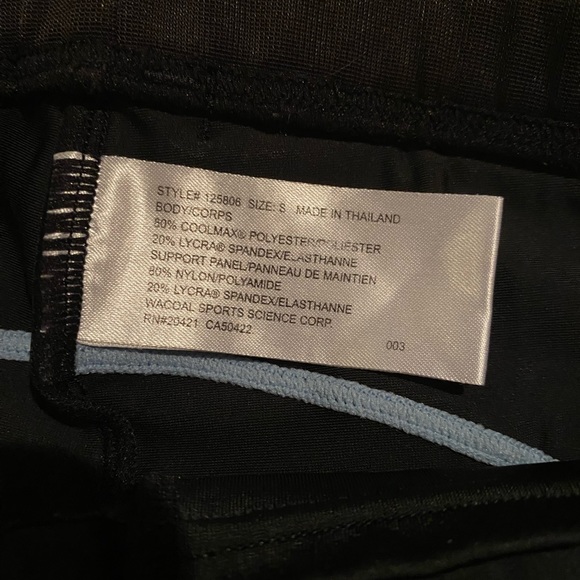 STYLE# 125806 SIZE: S MADE IN THAILAND
BODY/CORPS
80% COOLMAX® POLYESTER/POLIESTER
20% LYCRA® SPANDEX/ELASTHANNE
SUPPORT PANEL/PANNEAU DE MAINTIEN
80% NYLON/POLYAMIDE
20% LYCRA® SPANDEX/ELASTHANNE
WACOAL SPORTS SCIENCE CORP.
RN#20421 CA50422
003